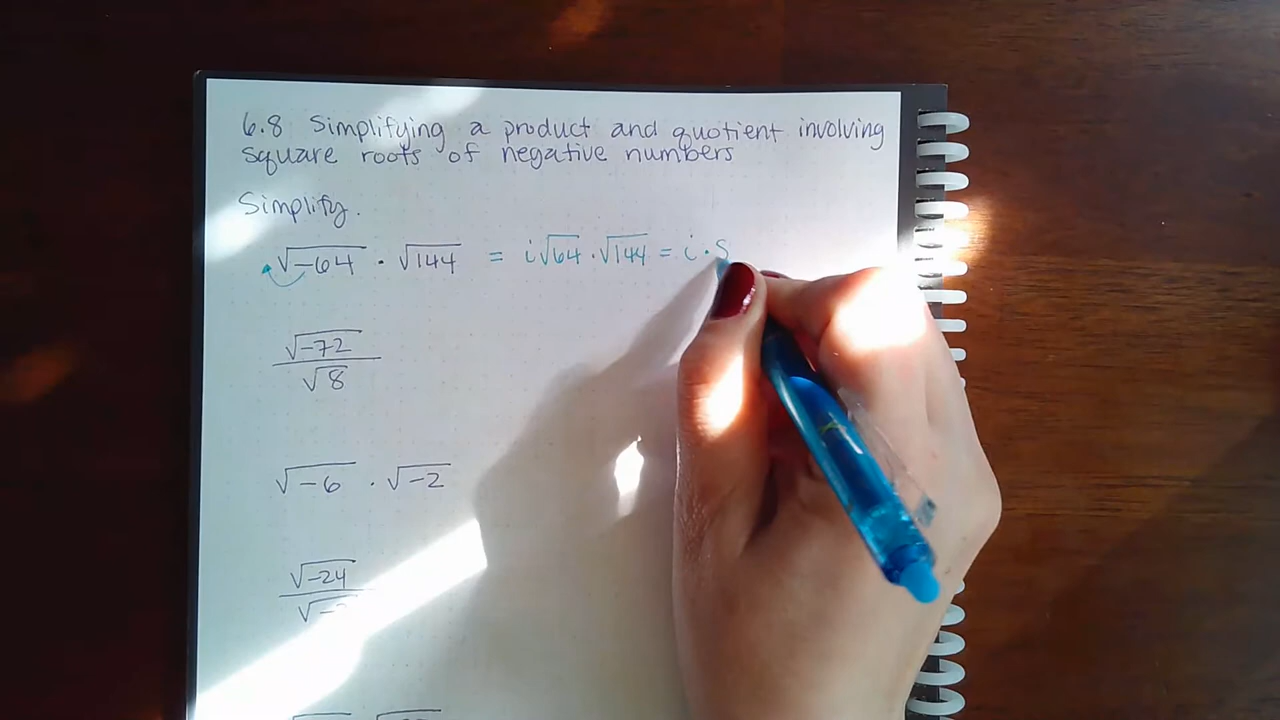 6.8 Simplifying a product and quotient involving
square roots of negative numbers
Simplify.
√-64 · √144 = i√64 · √144 = i ·
√-72
√8
√-6 · √-2
√-24